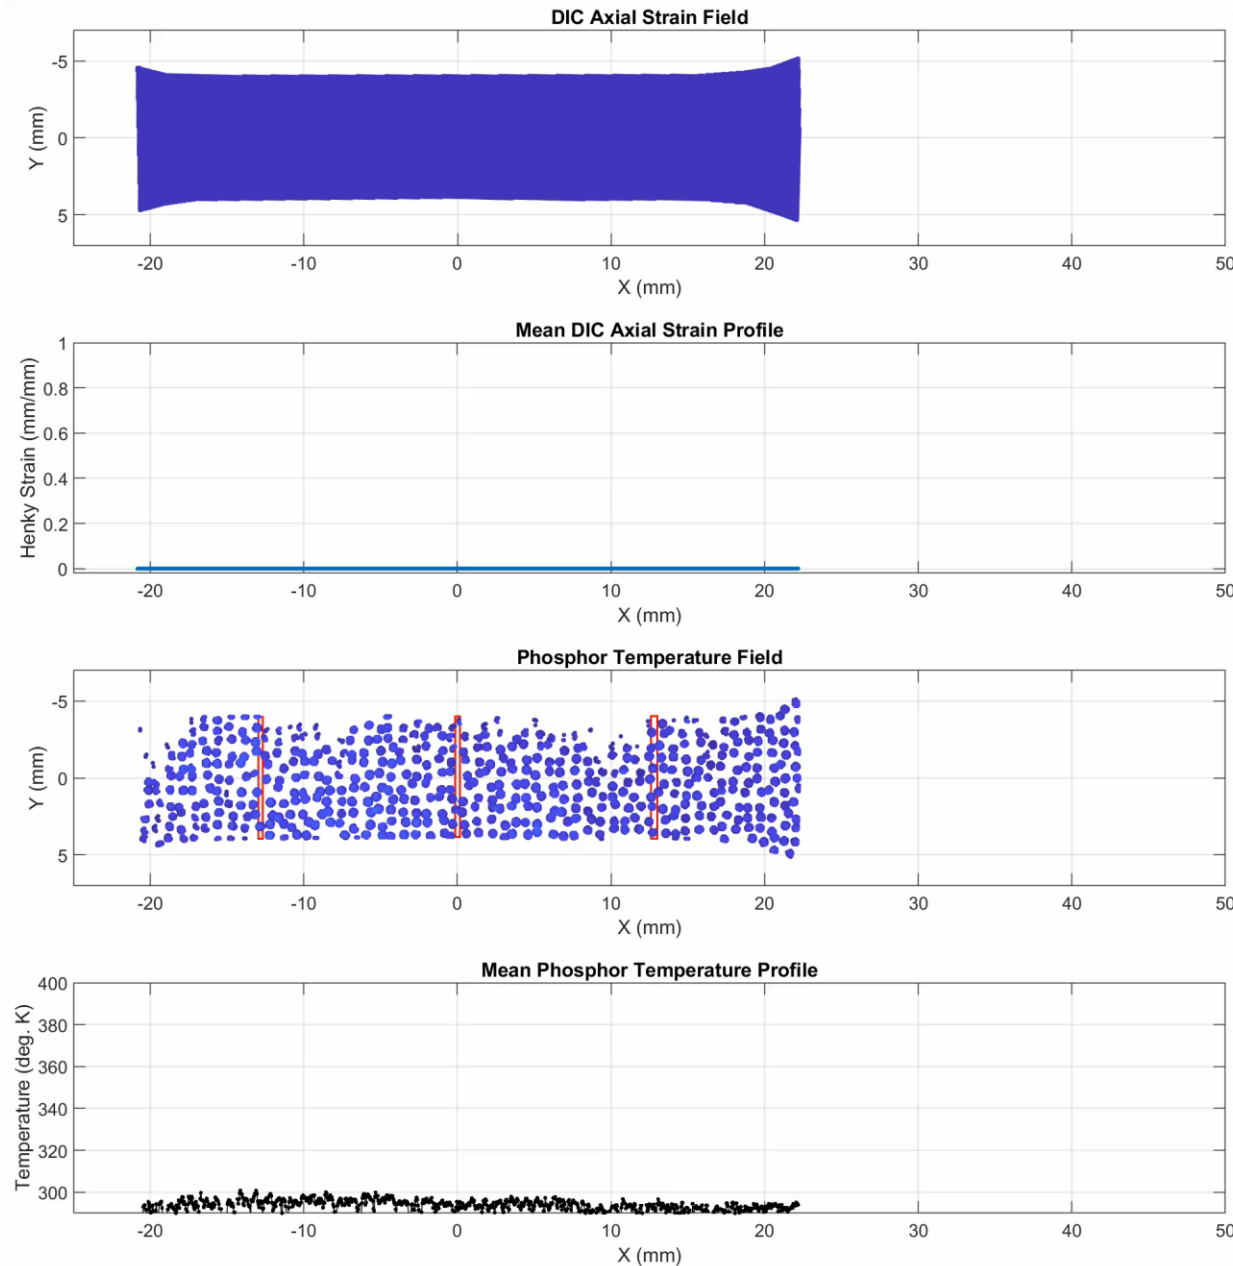 DIC Axial Strain Field
-5
0
5
Y (mm)
-20 -10 0 10 20 30 40 50
X (mm)
Mean DIC Axial Strain Profile
1
0.8
0.6
0.4
0.2
0
Henky Strain (mm/mm)
-20 -10 0 10 20 30 40 50
X (mm)
Phosphor Temperature Field
-5
0
5
Y (mm)
-20 -10 0 10 20 30 40 50
X (mm)
Mean Phosphor Temperature Profile
400
380
360
340
320
300
Temperature (deg. K)
-20 -10 0 10 20 30 40 50
X (mm)